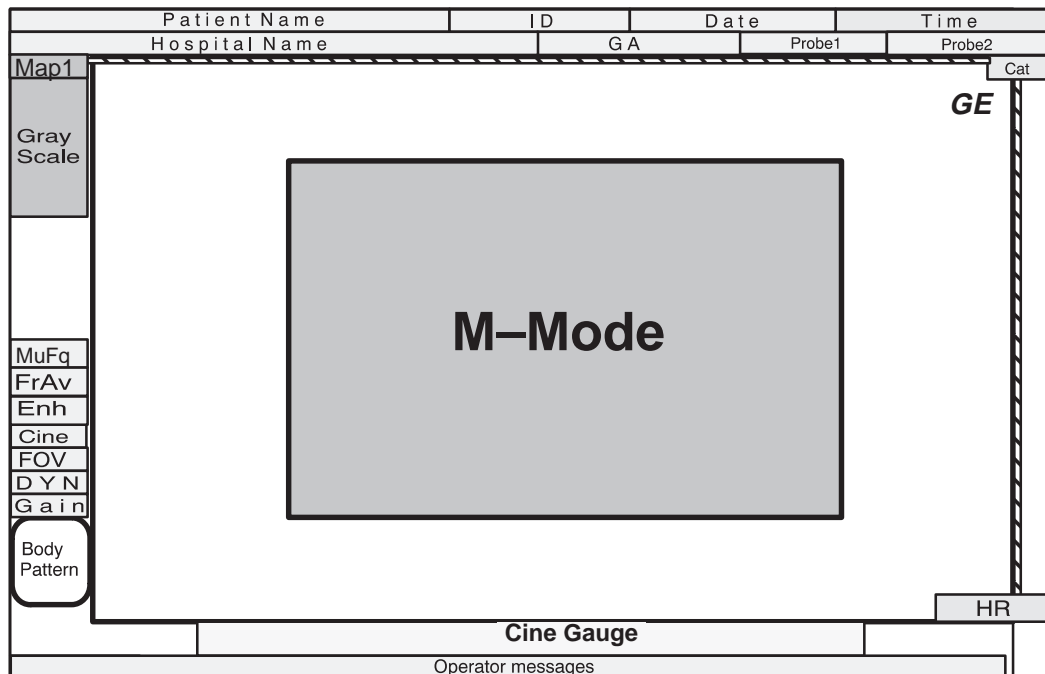 Patient Name ID Date Time
Hospital Name GA Probe1 Probe2
Map1 Cat
GE
Gray
Scale
M–Mode
MuFq
FrAv
Enh
Cine
FOV
DYN
Gain
Body
Pattern
HR
Cine Gauge
Operator messages